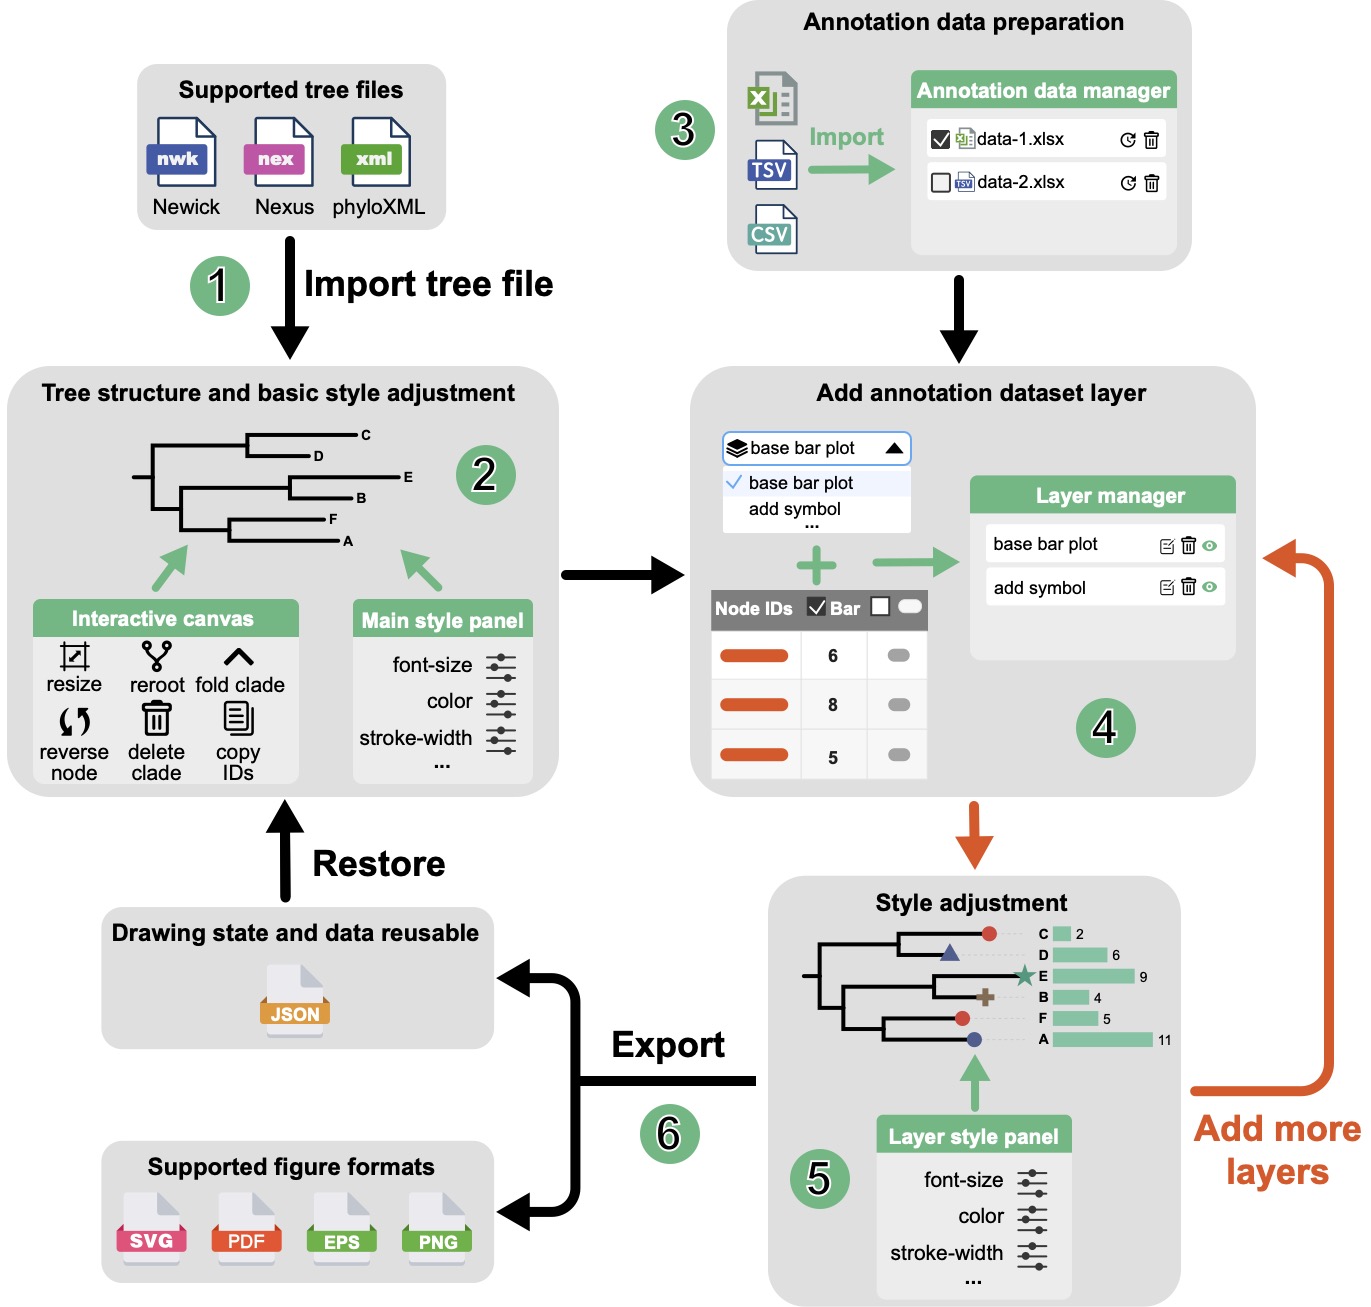 Supported tree files
nwk
nex
xml
Newick
Nexus
phyloXML
1
Import tree file
Annotation data preparation
3
TSV
CSV
Import
Annotation data manager
data-1.xlsx
TSV
data-2.xlsx
Tree structure and basic style adjustment
2
C
D
E
B
F
A
Interactive canvas
resize
reroot
fold clade
reverse
node
delete
clade
copy
IDs
Main style panel
font-size
color
stroke-width
...
Add annotation dataset layer
base bar plot
base bar plot
add symbol
...
Node IDs
Bar
6
8
5
Layer manager
base bar plot
add symbol
4
Style adjustment
C 2
D 6
E 9
B 4
F 5
A 11
5
Layer style panel
font-size
color
stroke-width
...
Add more
layers
Export
6
Restore
Drawing state and data reusable
JSON
Supported figure formats
SVG
PDF
EPS
PNG